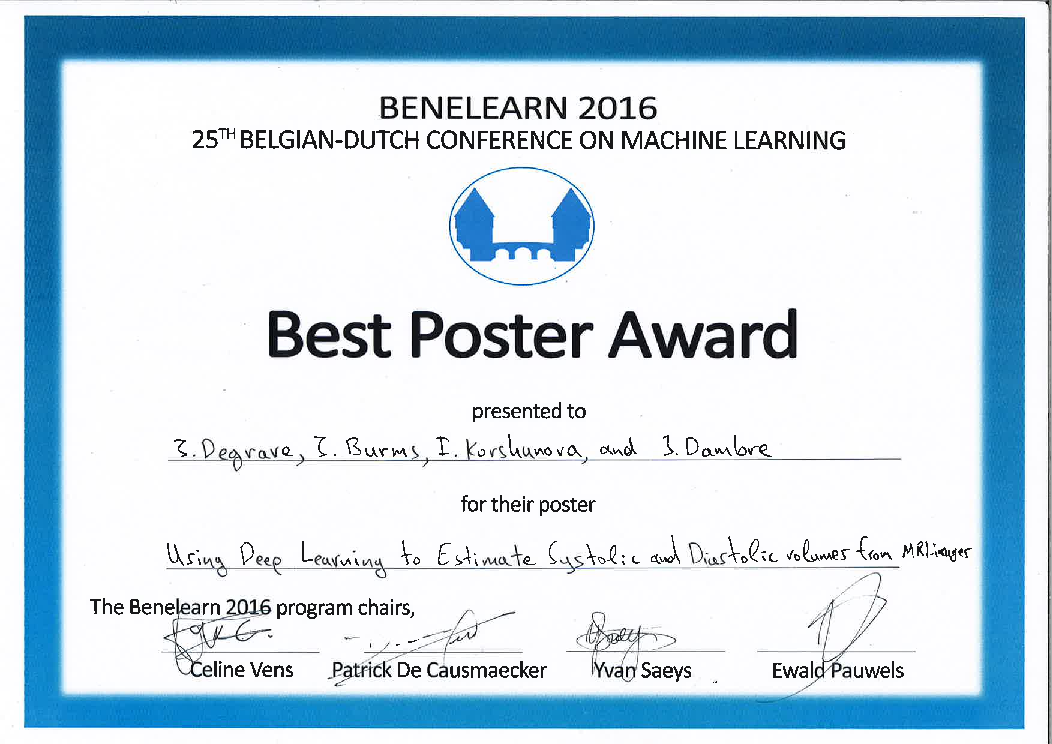 BENELEARN 2016
25TH BELGIAN-DUTCH CONFERENCE ON MACHINE LEARNING
Best Poster Award
presented to
J. Degrave, J. Burms, I. Korshunova, and J. Dambre
for their poster
Using Deep Learning to Estimate Systolic and Diastolic volumes from MRI-images
The Benelearn 2016 program chairs,
Celine Vens Patrick De Causmaecker Yvan Saeys Ewald Pauwels